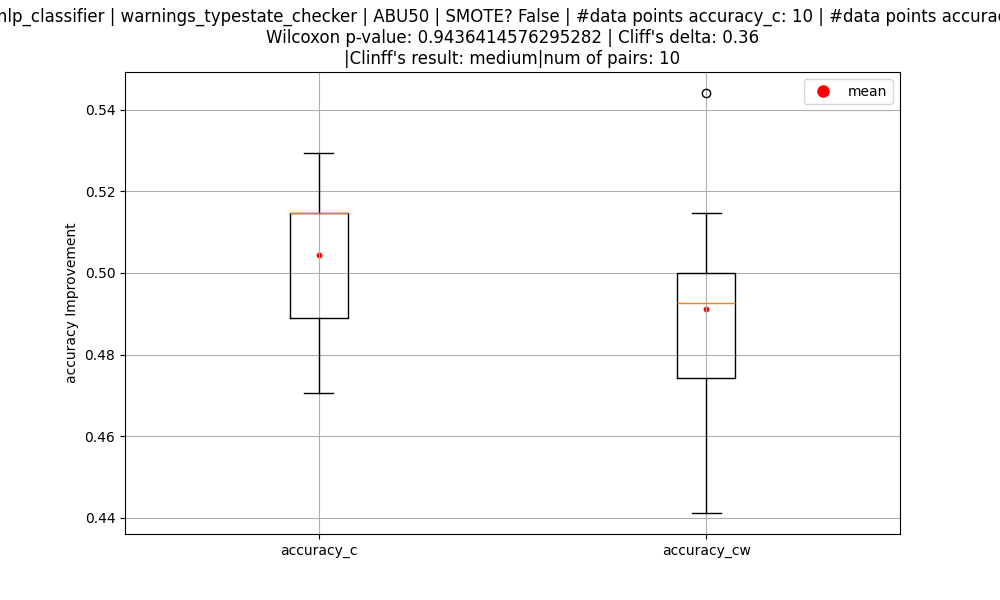 mlp_classifier | warnings_typestate_checker | ABU50 | SMOTE? False | #data points accuracy_c: 10 | #data points
Wilcoxon p-value: 0.9436414576295282 | Cliff's delta: 0.36
|Clinff's result: medium|num of pairs: 10
mean
accuracy Improvement
0.54
0.52
0.50
0.48
0.46
0.44
accuracy_c
accuracy_cw